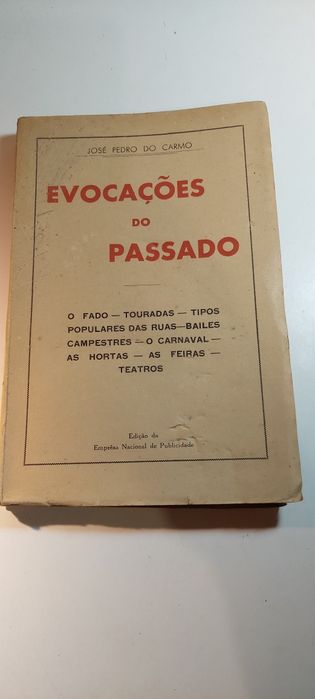 JOSÉ PEDRO DO CARMO
EVOCAÇÕES
DO
PASSADO
O FADO — TOURADAS — TIPOS
POPULARES DAS RUAS—BAILES
CAMPESTRES — O CARNAVAL —
AS HORTAS — AS FEIRAS —
TEATROS
Edição da
Emprêsa Nacional de Publicidade